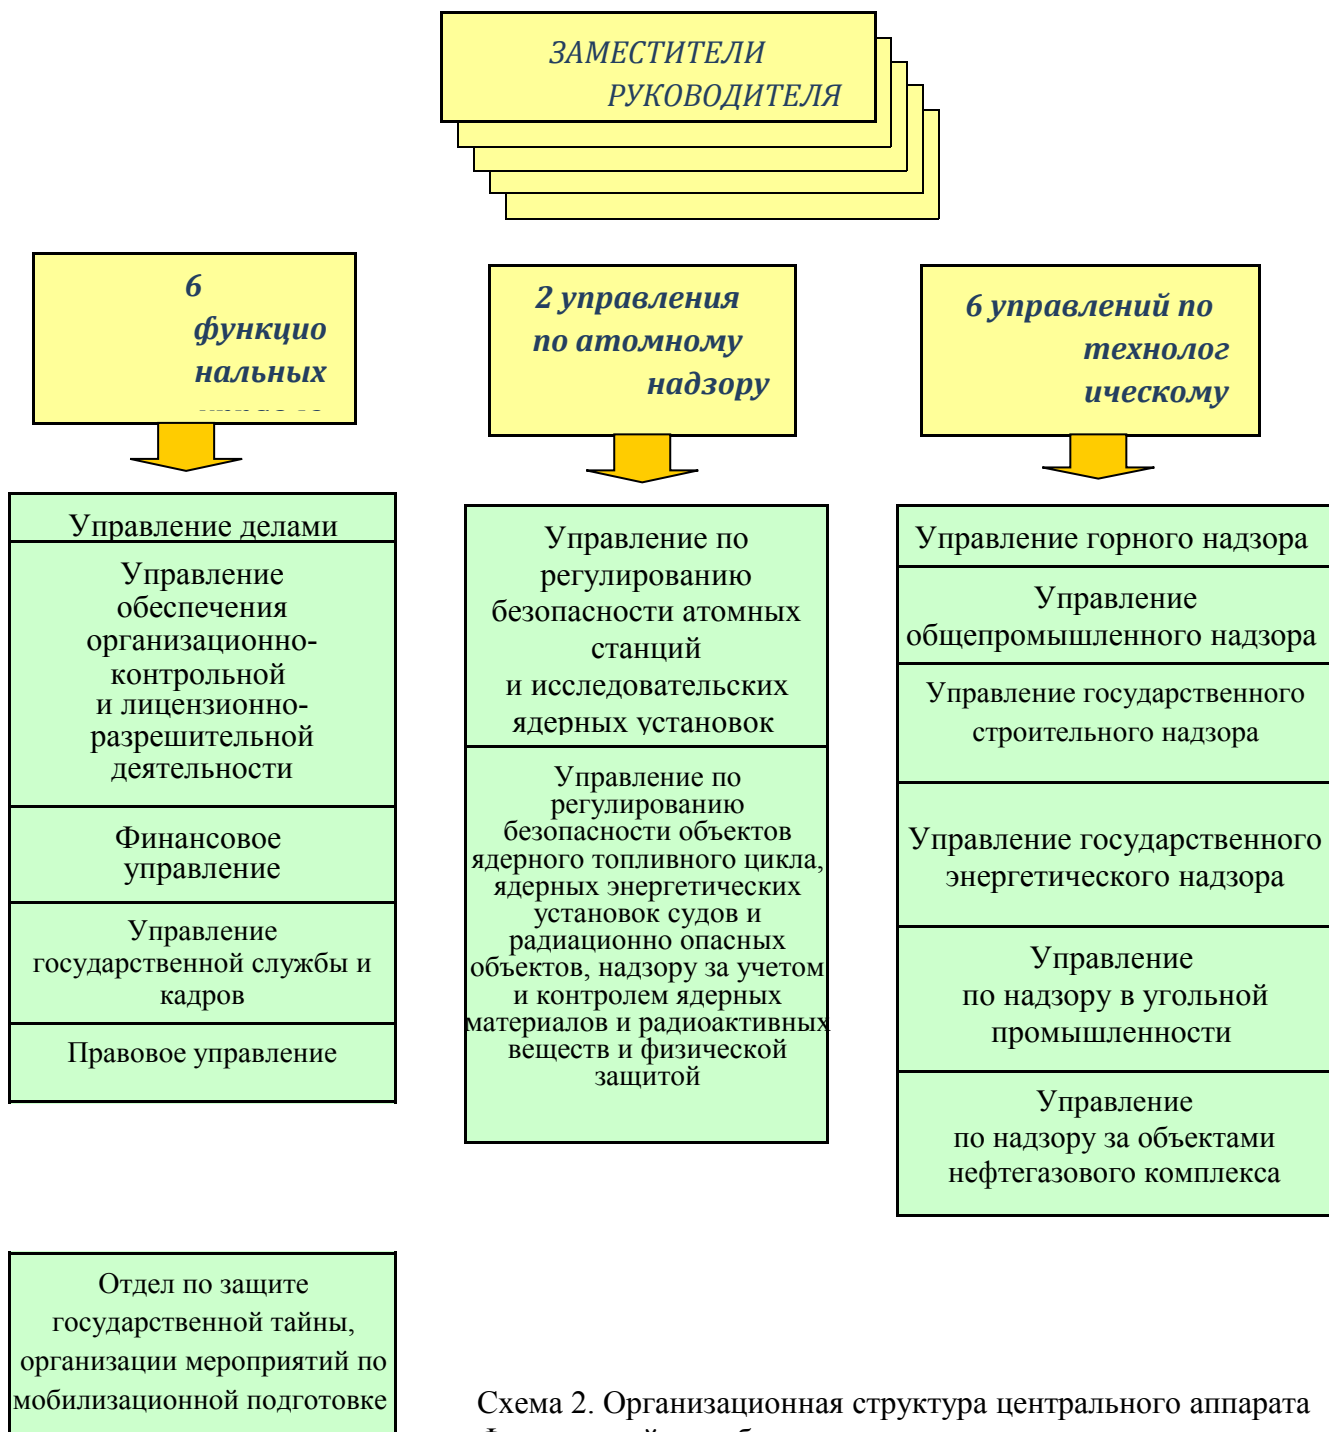 ЗАМЕСТИТЕЛИ
РУКОВОДИТЕЛЯ
6
функцио
нальных
2 управления
по атомному
надзору
6 управлений по
технолог
ическому
Управление делами
Управление
обеспечения
организационно-
контрольной
и лицензионно-
разрешительной
деятельности
Финансовое
управление
Управление
государственной службы и
кадров
Правовое управление
Управление по
регулированию
безопасности атомных
станций
и исследовательских
ядерных установок
Управление по
регулированию
безопасности объектов
ядерного топливного цикла,
ядерных энергетических
установок судов и
радиационно опасных
объектов, надзору за учетом
и контролем ядерных
материалов и радиоактивных
веществ и физической
защитой
Управление горного надзора
Управление
общепромышленного надзора
Управление государственного
строительного надзора
Управление государственного
энергетического надзора
Управление
по надзору в угольной
промышленности
Управление
по надзору за объектами
нефтегазового комплекса
Отдел по защите
государственной тайны,
организации мероприятий по
мобилизационной подготовке
Схема 2. Организационная структура центрального аппарата